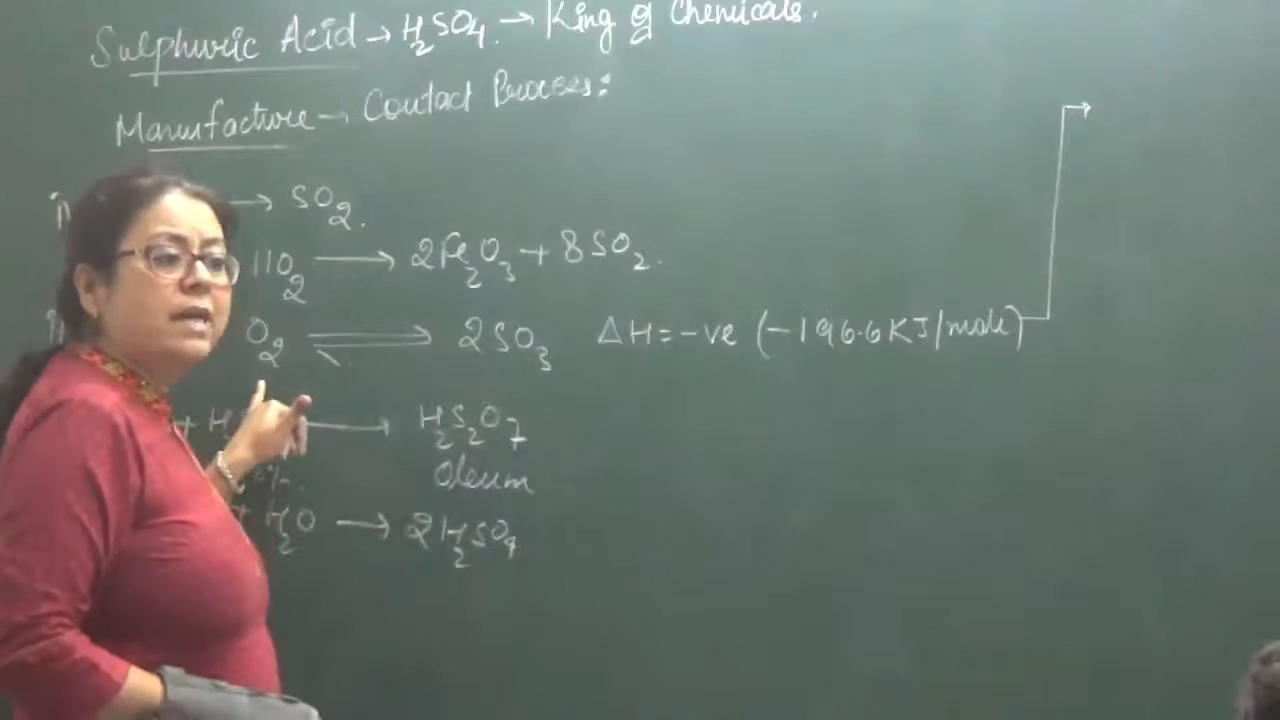 Sulphuric Acid → H₂SO₄. → King of Chemicals.
Manufacture → Contact Process:
→ SO₂.
11O₂ → 2Fe₂O₃ + 8SO₂.
O₂ ⇌ 2SO₃ ΔH = -ve (-196.6 KJ/mole)
+ H → H₂S₂O₇
%. Oleum
+ H₂O → 2H₂SO₄